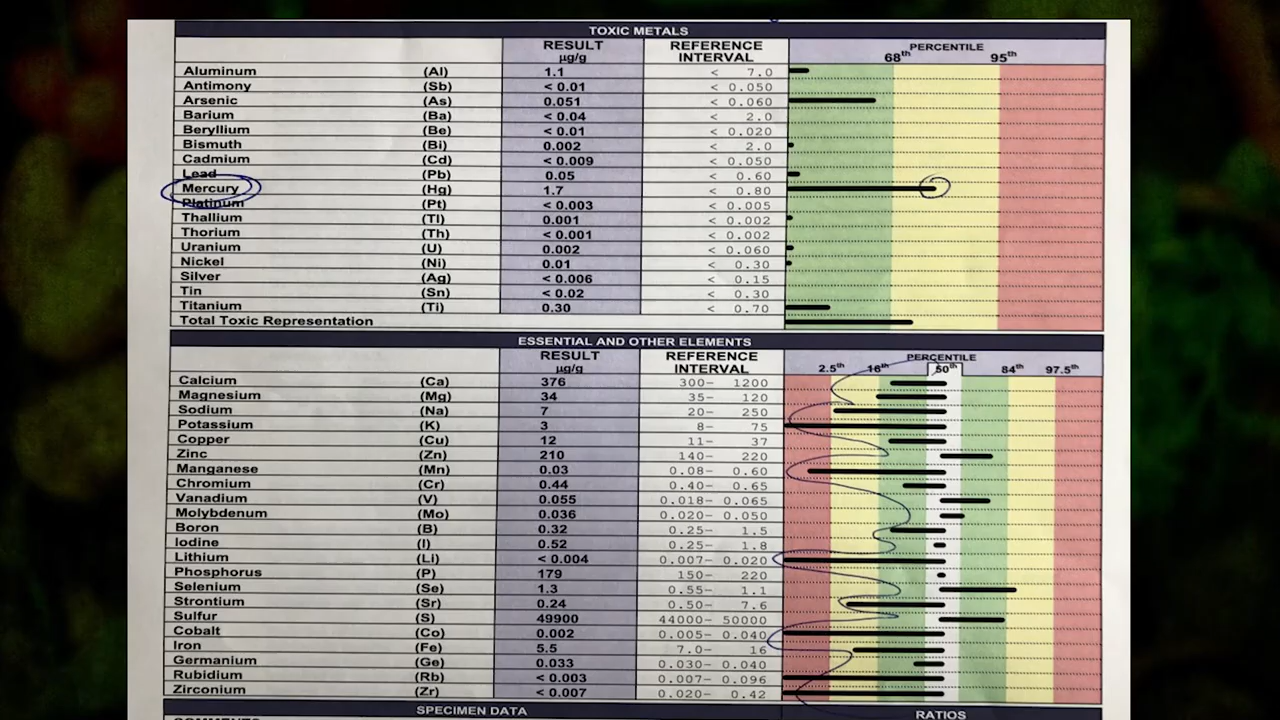 TOXIC METALS
RESULT REFERENCE PERCENTILE
µg/g INTERVAL 68th 95th
Aluminum (Al) 1.1 < 7.0
Antimony (Sb) < 0.01 < 0.050
Arsenic (As) 0.051 < 0.060
Barium (Ba) < 0.04 < 2.0
Beryllium (Be) < 0.01 < 0.020
Bismuth (Bi) 0.002 < 2.0
Cadmium (Cd) < 0.009 < 0.050
Lead (Pb) 0.05 < 0.60
Mercury (Hg) 1.7 < 0.80
Platinum (Pt) < 0.003 < 0.005
Thallium (Tl) 0.001 < 0.002
Thorium (Th) < 0.001 < 0.002
Uranium (U) 0.002 < 0.060
Nickel (Ni) 0.01 < 0.30
Silver (Ag) < 0.006 < 0.15
Tin (Sn) < 0.02 < 0.30
Titanium (Ti) 0.30 < 0.70
Total Toxic Representation
ESSENTIAL AND OTHER ELEMENTS
RESULT REFERENCE PERCENTILE
µg/g INTERVAL 2.5th 16th 50th 84th 97.5th
Calcium (Ca) 376 300- 1200
Magnesium (Mg) 34 35- 120
Sodium (Na) 7 20- 250
Potassium (K) 3 8- 75
Copper (Cu) 12 11- 37
Zinc (Zn) 210 140- 220
Manganese (Mn) 0.03 0.08- 0.60
Chromium (Cr) 0.44 0.40- 0.65
Vanadium (V) 0.055 0.018- 0.065
Molybdenum (Mo) 0.036 0.020- 0.050
Boron (B) 0.32 0.25- 1.5
Iodine (I) 0.52 0.25- 1.8
Lithium (Li) < 0.004 0.007- 0.020
Phosphorus (P) 179 150- 220
Selenium (Se) 1.3 0.55- 1.1
Strontium (Sr) 0.24 0.50- 7.6
Sulfur (S) 49900 44000- 50000
Cobalt (Co) 0.002 0.005- 0.040
Iron (Fe) 5.5 7.0- 16
Germanium (Ge) 0.033 0.030- 0.040
Rubidium (Rb) < 0.003 0.007- 0.096
Zirconium (Zr) < 0.007 0.020- 0.42
SPECIMEN DATA RATIOS